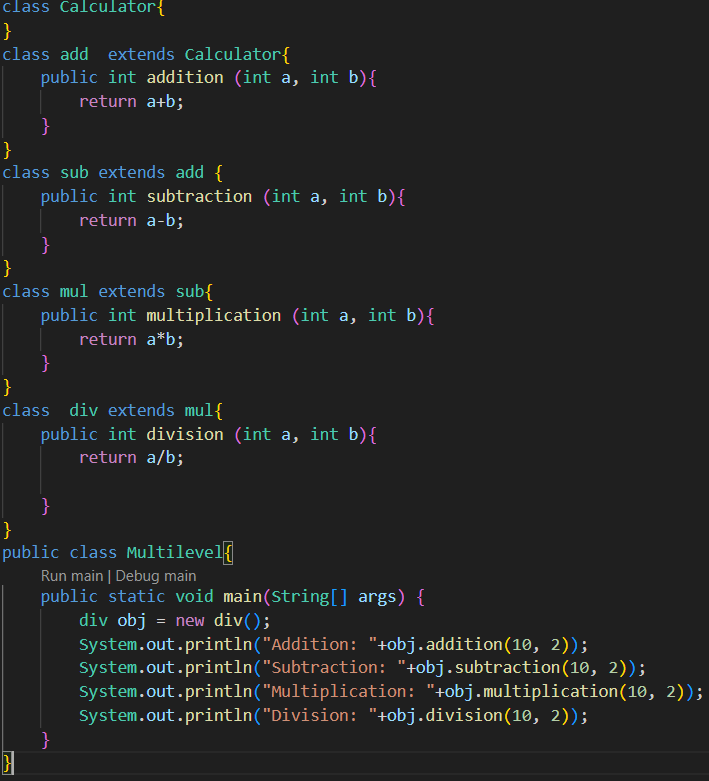 class Calculator{
}
class add  extends Calculator{
    public int addition (int a, int b){
        return a+b;
    }
}
class sub extends add {
    public int subtraction (int a, int b){
        return a-b;
    }
}
class mul extends sub{
    public int multiplication (int a, int b){
        return a*b;
    }
}
class  div extends mul{
    public int division (int a, int b){
        return a/b;

    }
}
public class Multilevel{
    Run main | Debug main
    public static void main(String[] args) {
        div obj = new div();
        System.out.println("Addition: "+obj.addition(10, 2));
        System.out.println("Subtraction: "+obj.subtraction(10, 2));
        System.out.println("Multiplication: "+obj.multiplication(10, 2));
        System.out.println("Division: "+obj.division(10, 2));
    }
}